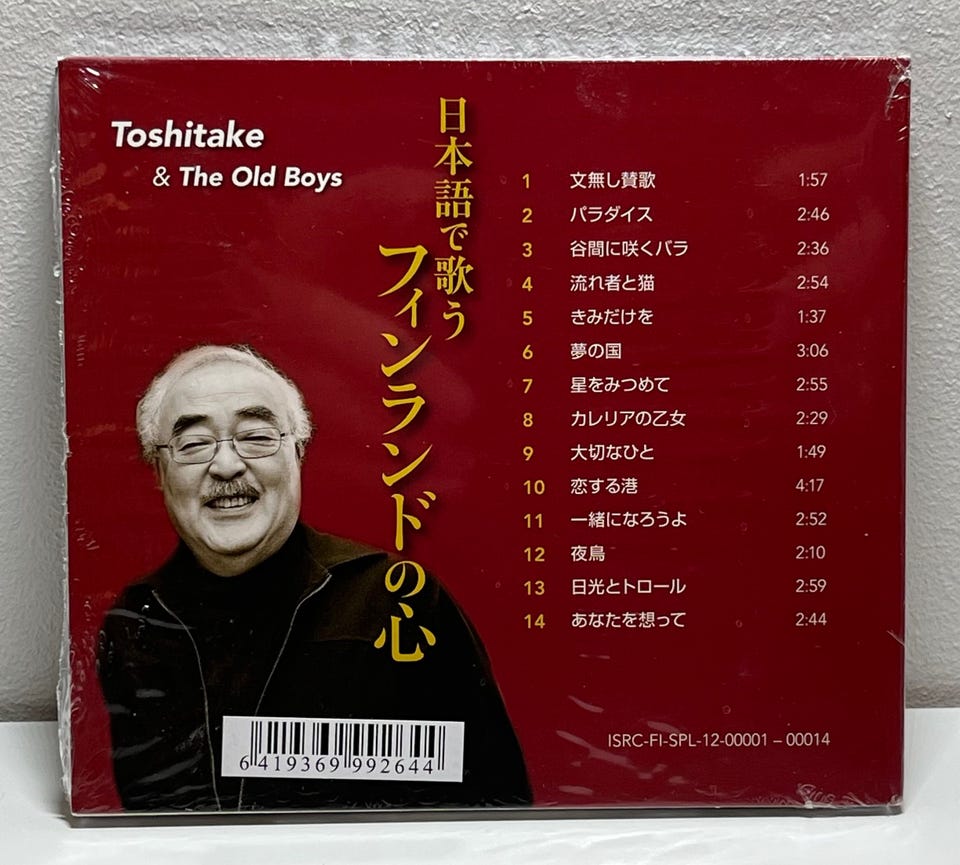 Toshitake
& The Old Boys
日本語で歌う
フィンランドの心
1 文無し賛歌 1:57
2 パラダイス 2:46
3 谷間に咲くバラ 2:36
4 流れ者と猫 2:54
5 きみだけを 1:37
6 夢の国 3:06
7 星をみつめて 2:55
8 カレリアの乙女 2:29
9 大切なひと 1:49
10 恋する港 4:17
11 一緒になろうよ 2:52
12 夜鳥 2:10
13 日光とトロール 2:59
14 あなたを想って 2:44
6 419369 992644
ISRC-FI-SPL-12-00001 – 00014